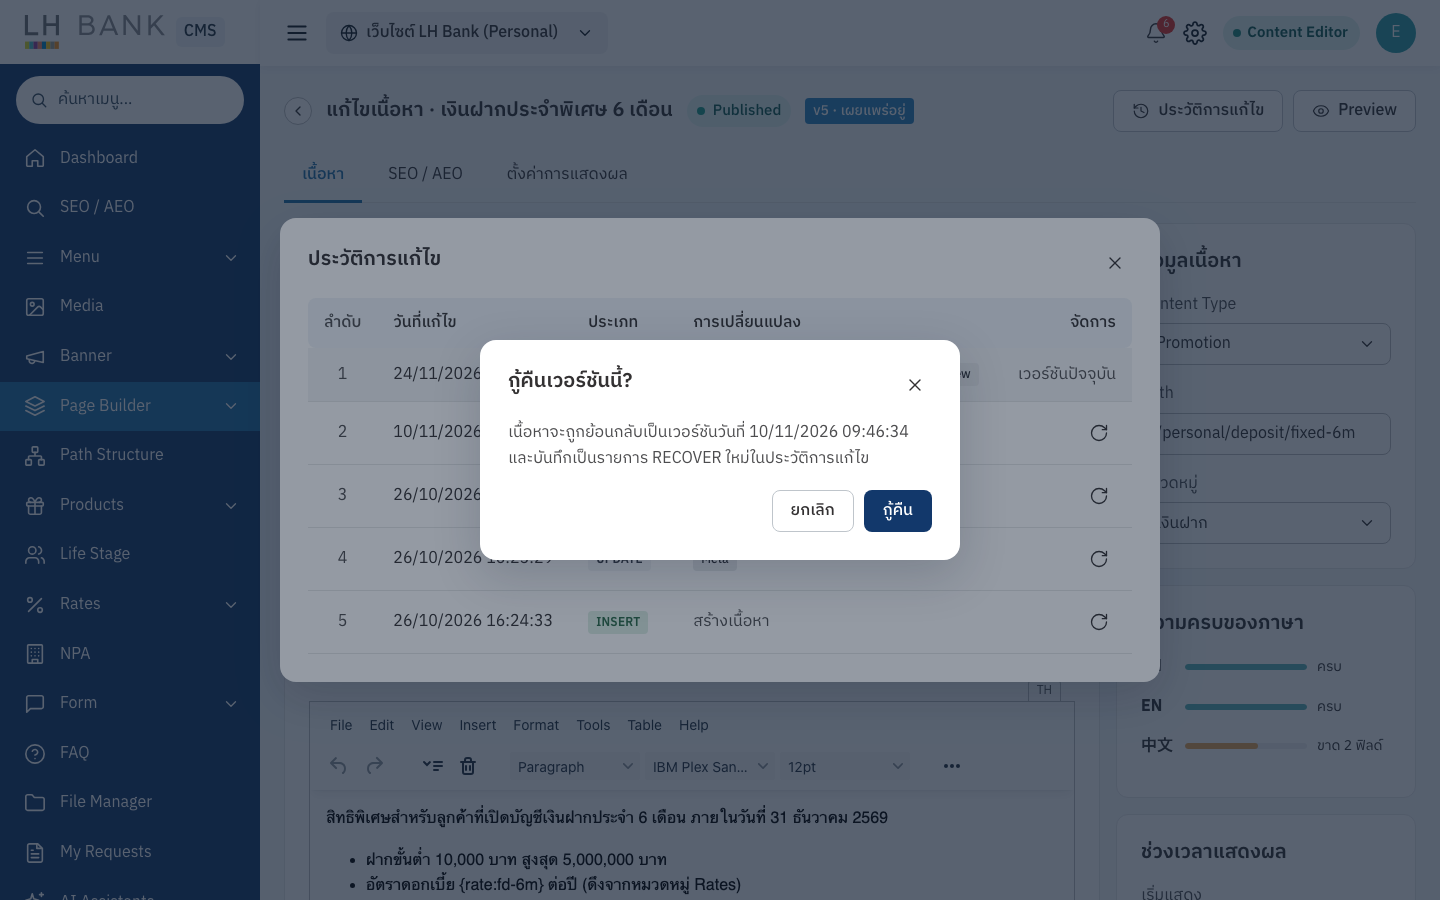 LH BANK CMS
เว็บไซต์ LH Bank (Personal)
6
Content Editor
E
ค้นหาเมนู...
Dashboard
SEO / AEO
Menu
Media
Banner
Page Builder
Path Structure
Products
Life Stage
Rates
NPA
Form
FAQ
File Manager
My Requests
AI Assistants
แก้ไขเนื้อหา · เงินฝากประจำพิเศษ 6 เดือน
Published
v5 · เผยแพร่อยู่
ประวัติการแก้ไข
Preview
เนื้อหา
SEO / AEO
ตั้งค่าการแสดงผล
ประวัติการแก้ไข
ลำดับ วันที่แก้ไข ประเภท การเปลี่ยนแปลง จัดการ
1 24/11/2026 เวอร์ชันปัจจุบัน
2 10/11/2026
3 26/10/2026
4 26/10/2026
5 26/10/2026 16:24:33 INSERT สร้างเนื้อหา
กู้คืนเวอร์ชันนี้?
เนื้อหาจะถูกย้อนกลับเป็นเวอร์ชันวันที่ 10/11/2026 09:46:34
และบันทึกเป็นรายการ RECOVER ใหม่ในประวัติการแก้ไข
ยกเลิก
กู้คืน
Promotion
/personal/deposit/fixed-6m
เงินฝาก
ครบ
EN ครบ
中文 ขาด 2 ฟิลด์
ช่วงเวลาแสดงผล
เริ่มแสดง
TH
File Edit View Insert Format Tools Table Help
Paragraph
IBM Plex San...
12pt
สิทธิพิเศษสำหรับลูกค้าที่เปิดบัญชีเงินฝากประจำ 6 เดือน ภายในวันที่ 31 ธันวาคม 2569
• ฝากขั้นต่ำ 10,000 บาท สูงสุด 5,000,000 บาท
• อัตราดอกเบี้ย {rate:fd-6m} ต่อปี (ดึงจากหมวดหมู่ Rates)